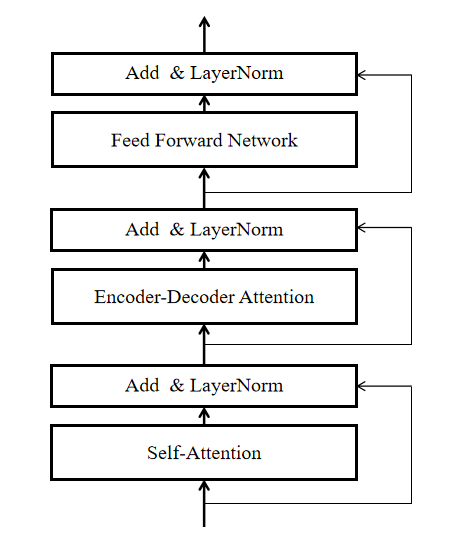 Add & LayerNorm
Feed Forward Network
Add & LayerNorm
Encoder-Decoder Attention
Add & LayerNorm
Self-Attention